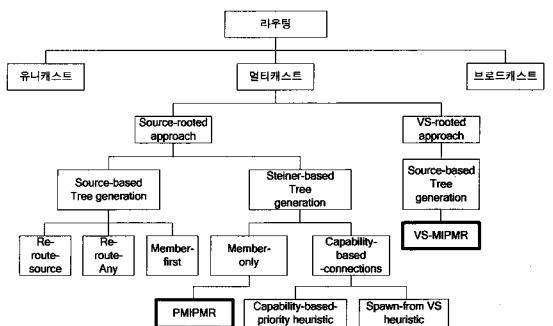 라우팅
유니캐스트
멀티캐스트
브로드캐스트
Source-rooted
approach
VS-rooted
approach
Source-based
Tree generation
Steiner-based
Tree
generation
Source-based
Tree
generation
Re-
route-
source
Re-
route-
Any
Member-
first
Member-
only
Capability-
based
-connections
VS-MIPMR
PMIPMR
Capability-based-
priority heuristic
Spawn-from VS
heuristic